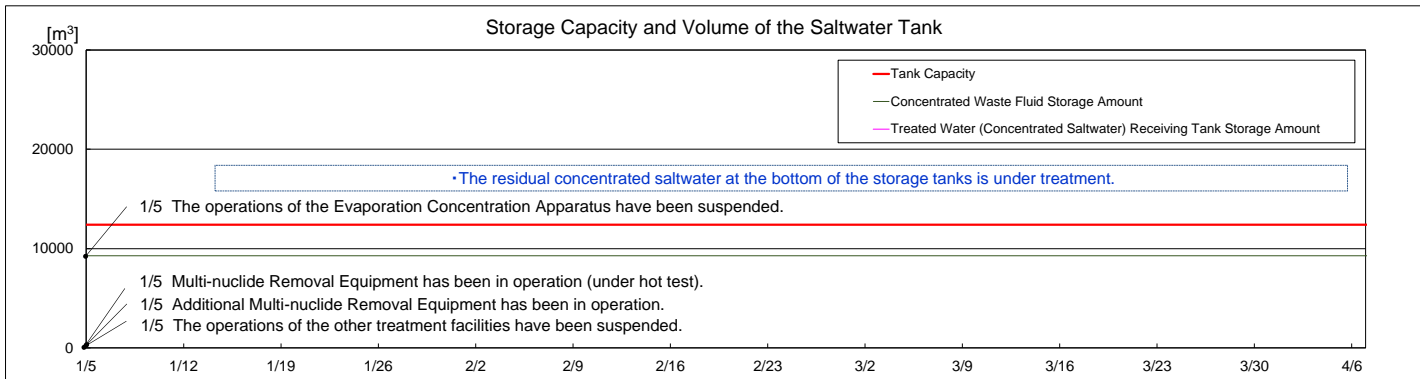 Storage Capacity and Volume of the Saltwater Tank
[m³]
30000
Tank Capacity
Concentrated Waste Fluid Storage Amount
Treated Water (Concentrated Saltwater) Receiving Tank Storage Amount
20000
・The residual concentrated saltwater at the bottom of the storage tanks is under treatment.
1/5 The operations of the Evaporation Concentration Apparatus have been suspended.
10000
1/5 Multi-nuclide Removal Equipment has been in operation (under hot test).
1/5 Additional Multi-nuclide Removal Equipment has been in operation.
1/5 The operations of the other treatment facilities have been suspended.
0
1/5 1/12 1/19 1/26 2/2 2/9 2/16 2/23 3/2 3/9 3/16 3/23 3/30 4/6